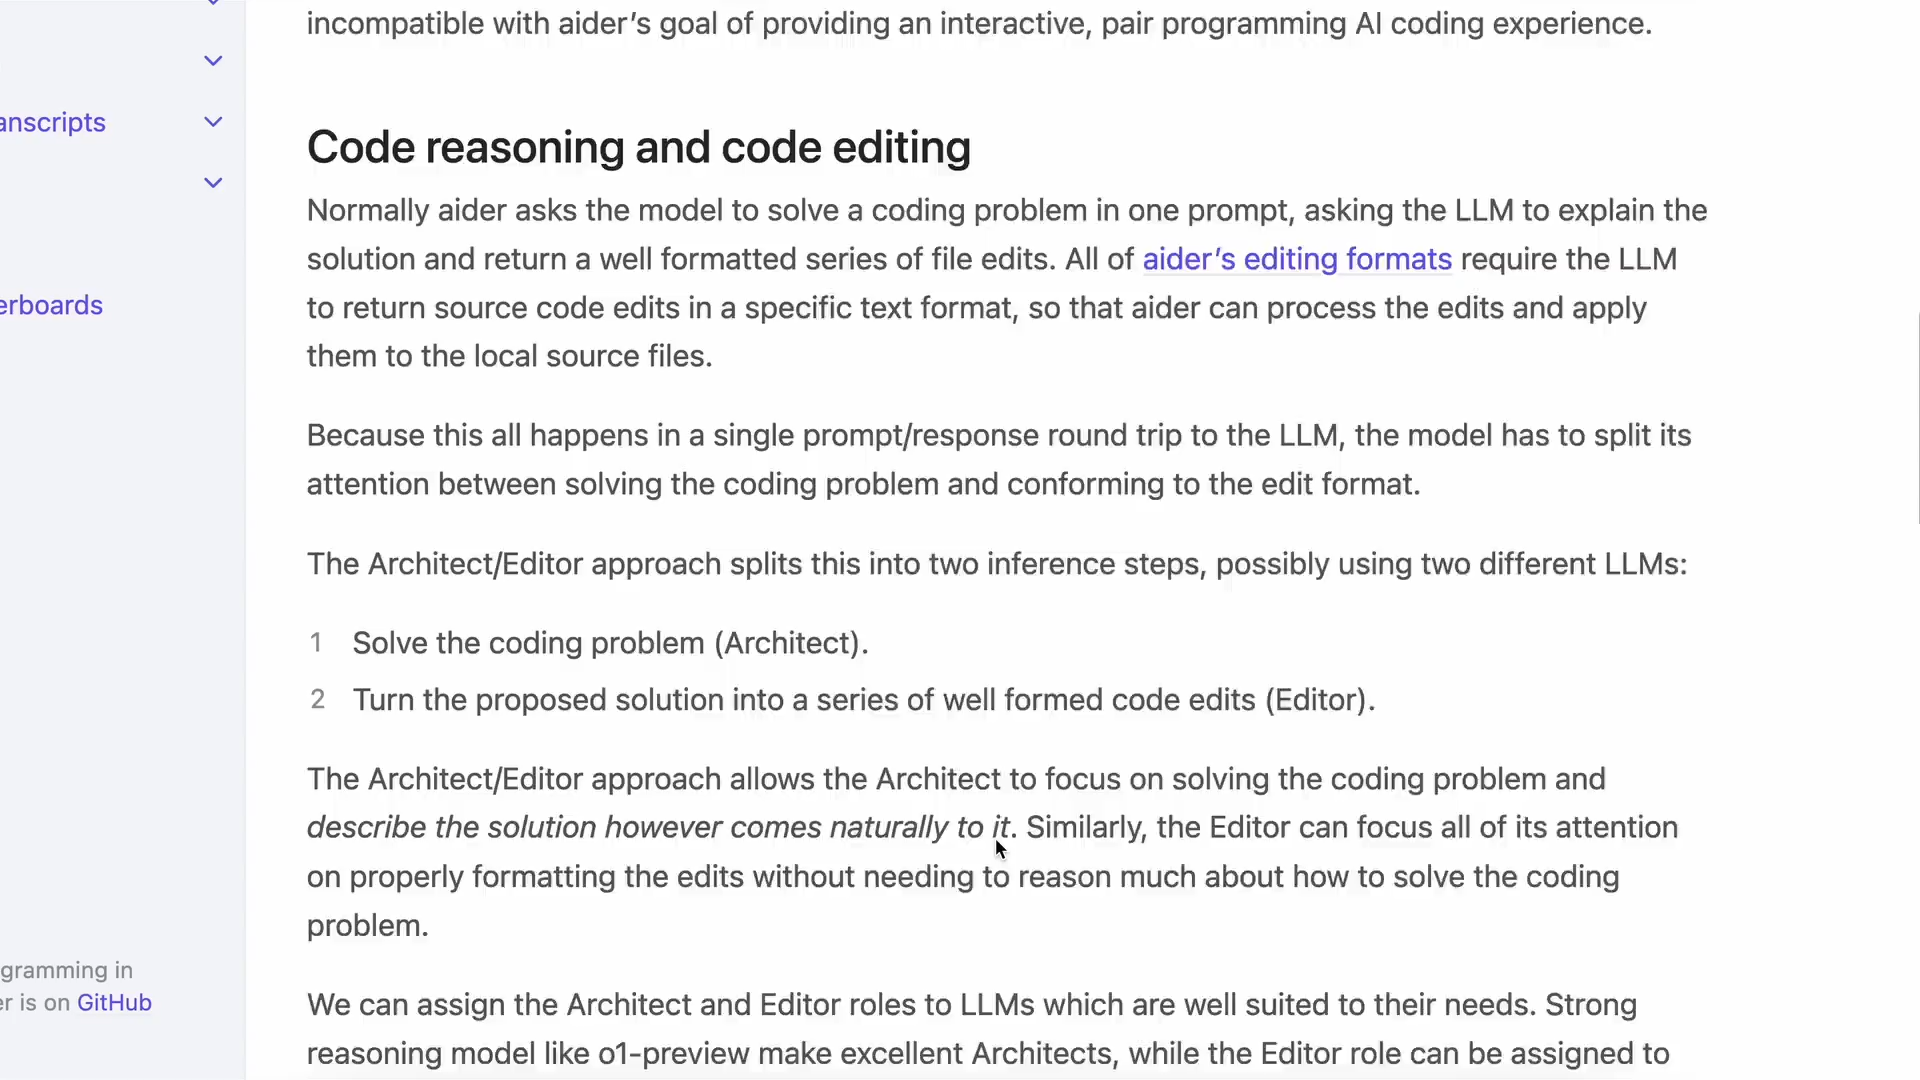 incompatible with aider’s goal of providing an interactive, pair programming AI coding experience.
anscripts
erboards
gramming in
er is on GitHub
Code reasoning and code editing
Normally aider asks the model to solve a coding problem in one prompt, asking the LLM to explain the
solution and return a well formatted series of file edits. All of aider’s editing formats require the LLM
to return source code edits in a specific text format, so that aider can process the edits and apply
them to the local source files.
Because this all happens in a single prompt/response round trip to the LLM, the model has to split its
attention between solving the coding problem and conforming to the edit format.
The Architect/Editor approach splits this into two inference steps, possibly using two different LLMs:
1 Solve the coding problem (Architect).
2 Turn the proposed solution into a series of well formed code edits (Editor).
The Architect/Editor approach allows the Architect to focus on solving the coding problem and
describe the solution however comes naturally to it. Similarly, the Editor can focus all of its attention
on properly formatting the edits without needing to reason much about how to solve the coding
problem.
We can assign the Architect and Editor roles to LLMs which are well suited to their needs. Strong
reasoning model like o1-preview make excellent Architects, while the Editor role can be assigned to